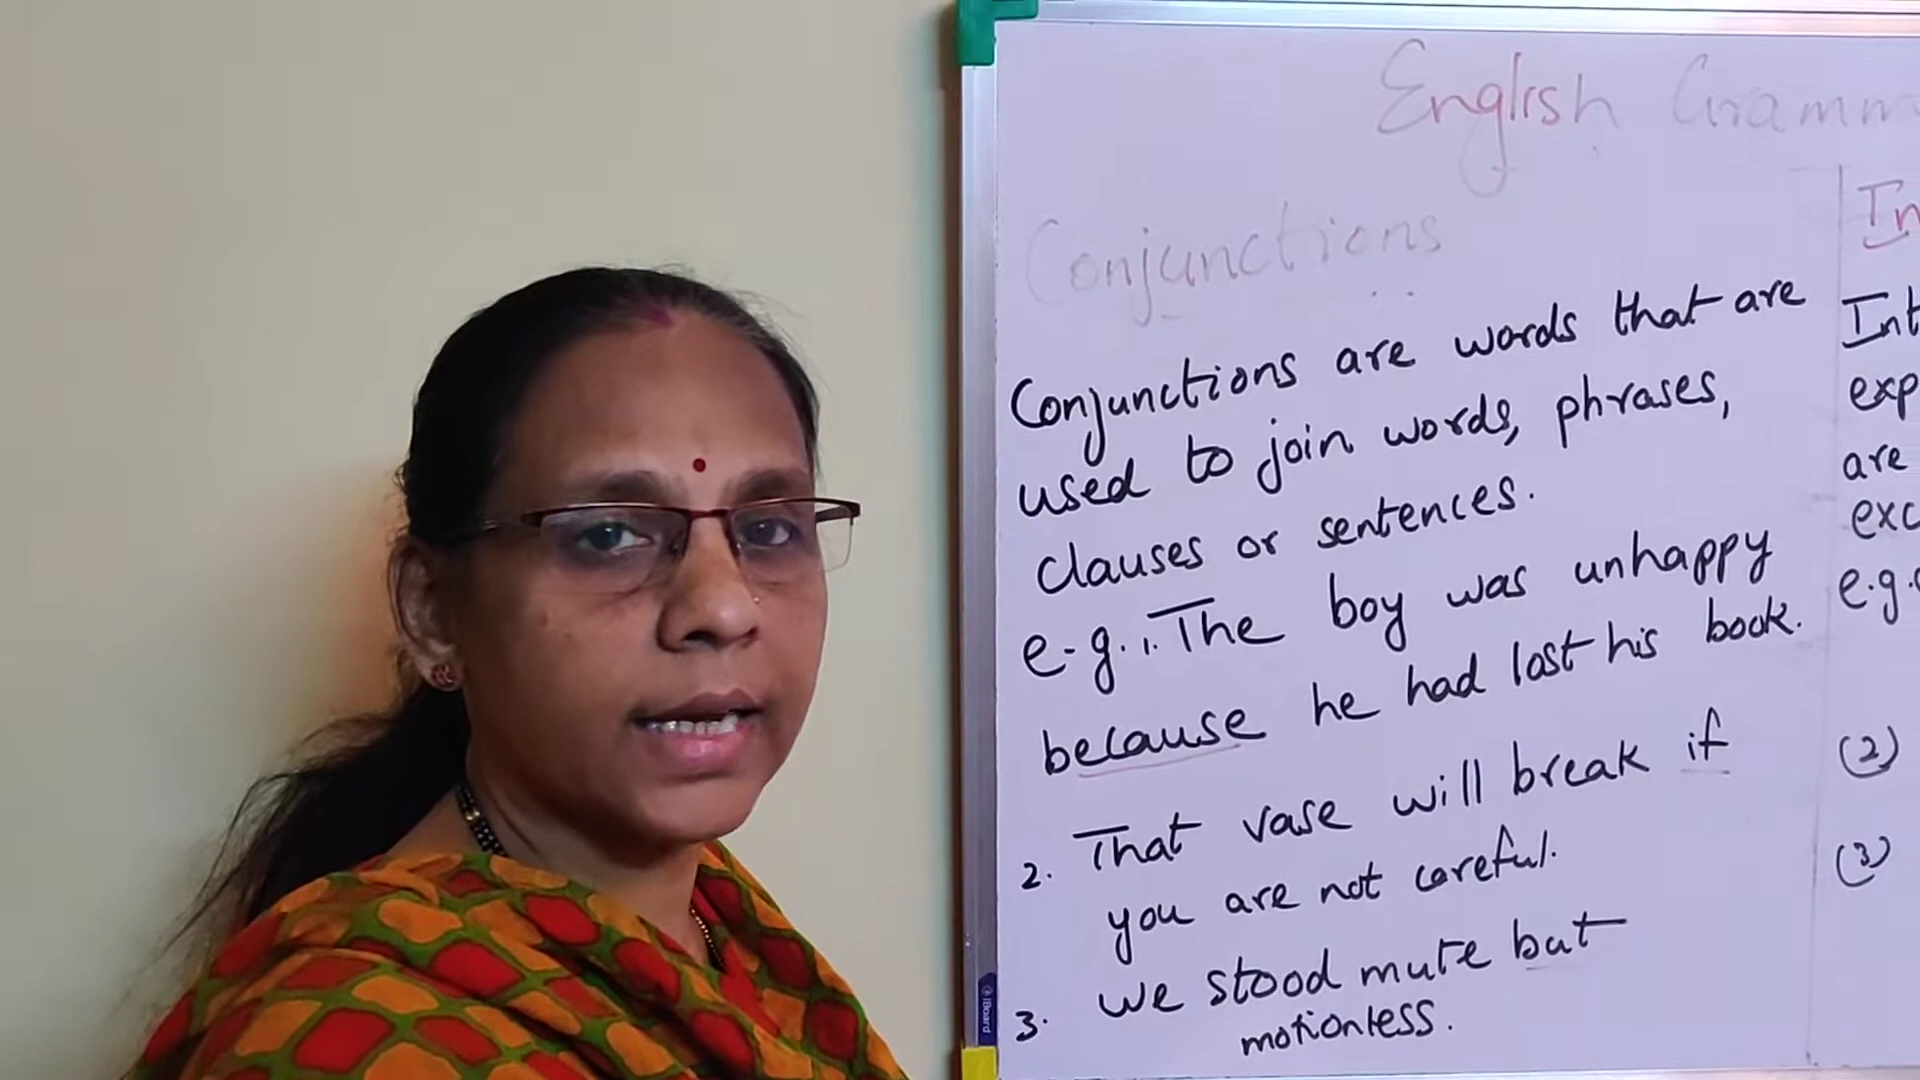 English Gramm
Conjunctions
Conjunctions are words that are
used to join words, phrases,
clauses or sentences.
e.g.,1. The boy was unhappy
because he had lost his book.
2. That vase will break if
you are not careful.
3. We stood mute but
motionless.
In
Int
exp
are
exc
e.g.
(2)
(3)
iBoard